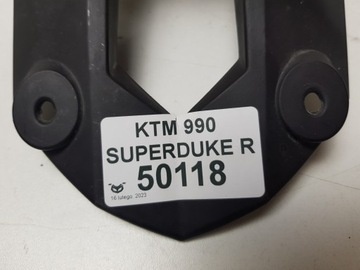 KTM 990
SUPERDUKE R
50118
16 lutego 2023